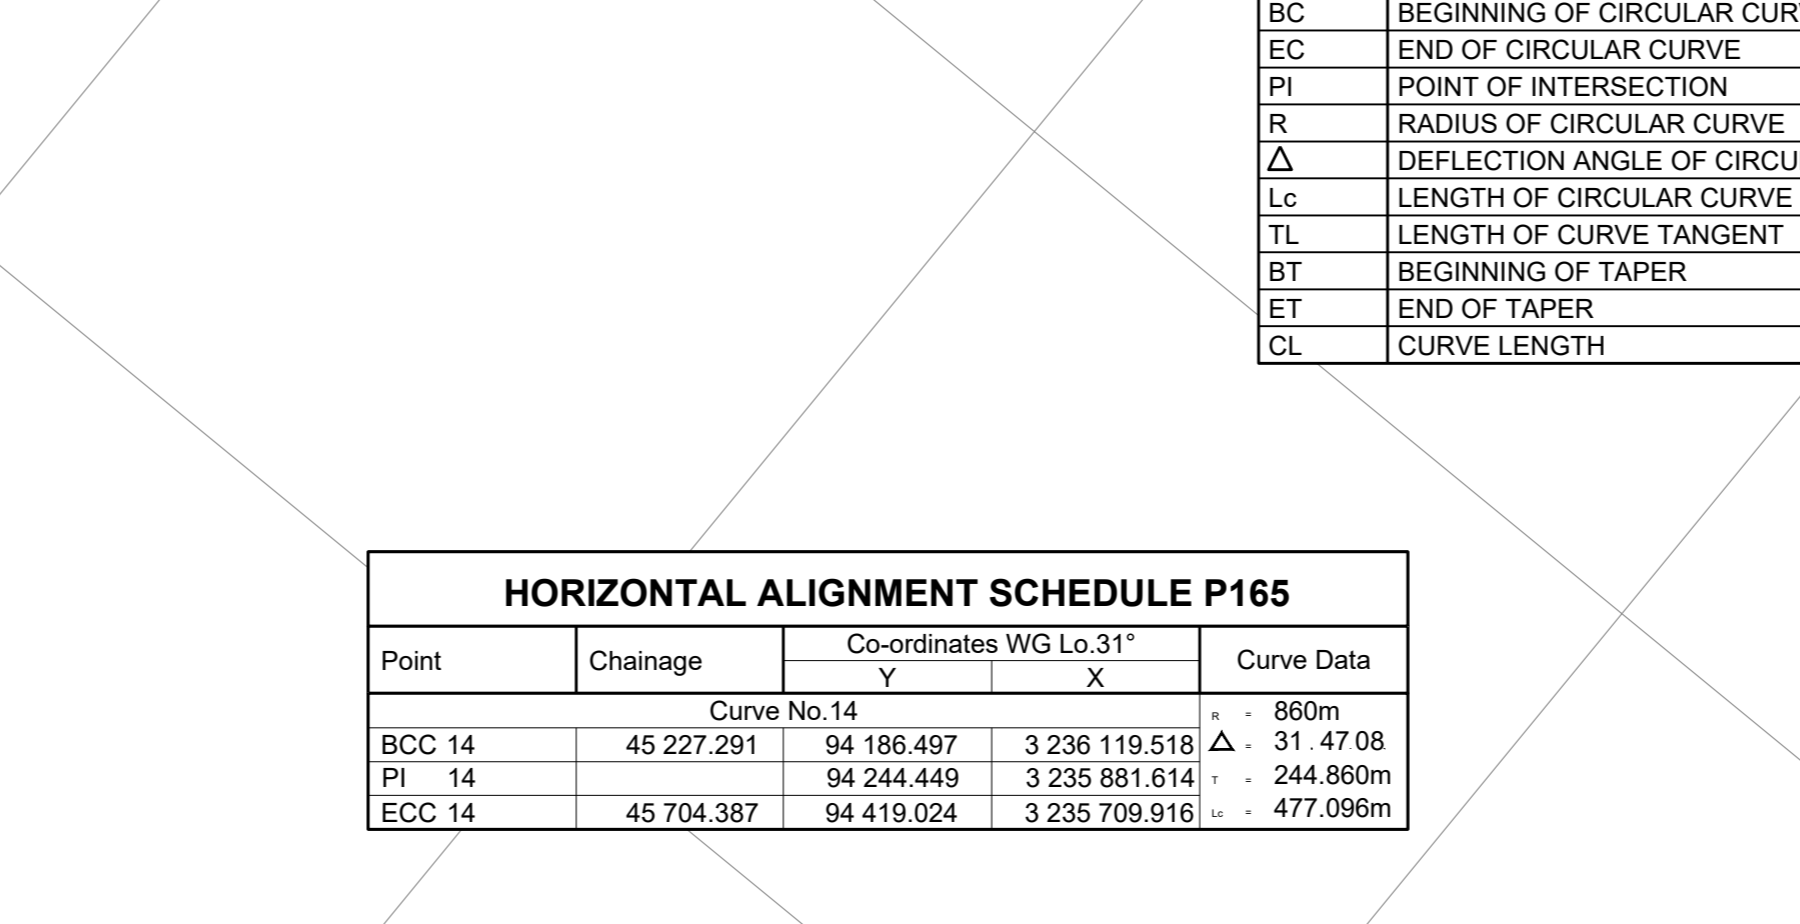 BC BEGINNING OF CIRCULAR
EC END OF CIRCULAR CURVE
PI POINT OF INTERSECTION
R RADIUS OF CIRCULAR CURVE
△ DEFLECTION ANGLE OF
Lc LENGTH OF CIRCULAR CURVE
TL LENGTH OF CURVE TANGENT
BT BEGINNING OF TAPER
ET END OF TAPER
CL CURVE LENGTH
HORIZONTAL ALIGNMENT SCHEDULE P165
Point Chainage Co-ordinates WG Lo.31° Curve Data
Y X
Curve No.14 R = 860m
BCC 14 45 227.291 94 186.497 3 236 119.518 △ = 31 . 47.08.
PI 14 94 244.449 3 235 881.614 T = 244.860m
ECC 14 45 704.387 94 419.024 3 235 709.916 Lc = 477.096m